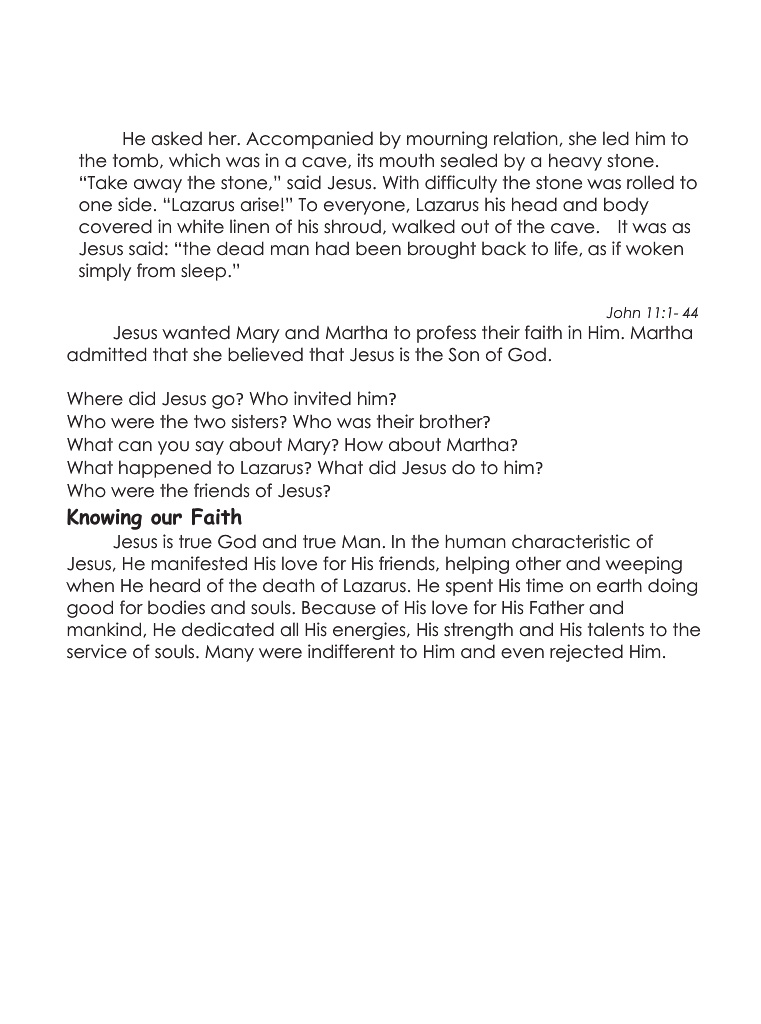 He asked her. Accompanied by mourning relation, she led him to
the tomb, which was in a cave, its mouth sealed by a heavy stone.
“Take away the stone,” said Jesus. With difficulty the stone was rolled to
one side. “Lazarus arise!” To everyone, Lazarus his head and body
covered in white linen of his shroud, walked out of the cave. It was as
Jesus said: “the dead man had been brought back to life, as if woken
simply from sleep.”
John 11:1- 44
Jesus wanted Mary and Martha to profess their faith in Him. Martha
admitted that she believed that Jesus is the Son of God.
Where did Jesus go? Who invited him?
Who were the two sisters? Who was their brother?
What can you say about Mary? How about Martha?
What happened to Lazarus? What did Jesus do to him?
Who were the friends of Jesus?
Knowing our Faith
Jesus is true God and true Man. In the human characteristic of
Jesus, He manifested His love for His friends, helping other and weeping
when He heard of the death of Lazarus. He spent His time on earth doing
good for bodies and souls. Because of His love for His Father and
mankind, He dedicated all His energies, His strength and His talents to the
service of souls. Many were indifferent to Him and even rejected Him.